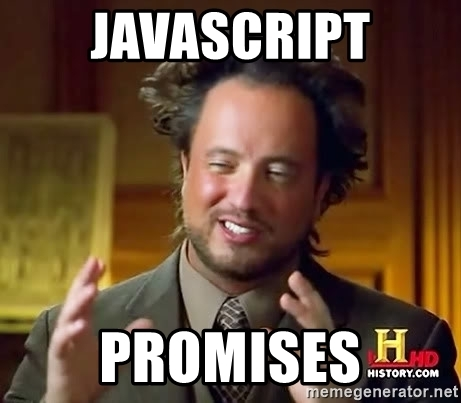 JAVASCRIPT
PROMISES
H HD
HISTORY.COM
memegenerator.net